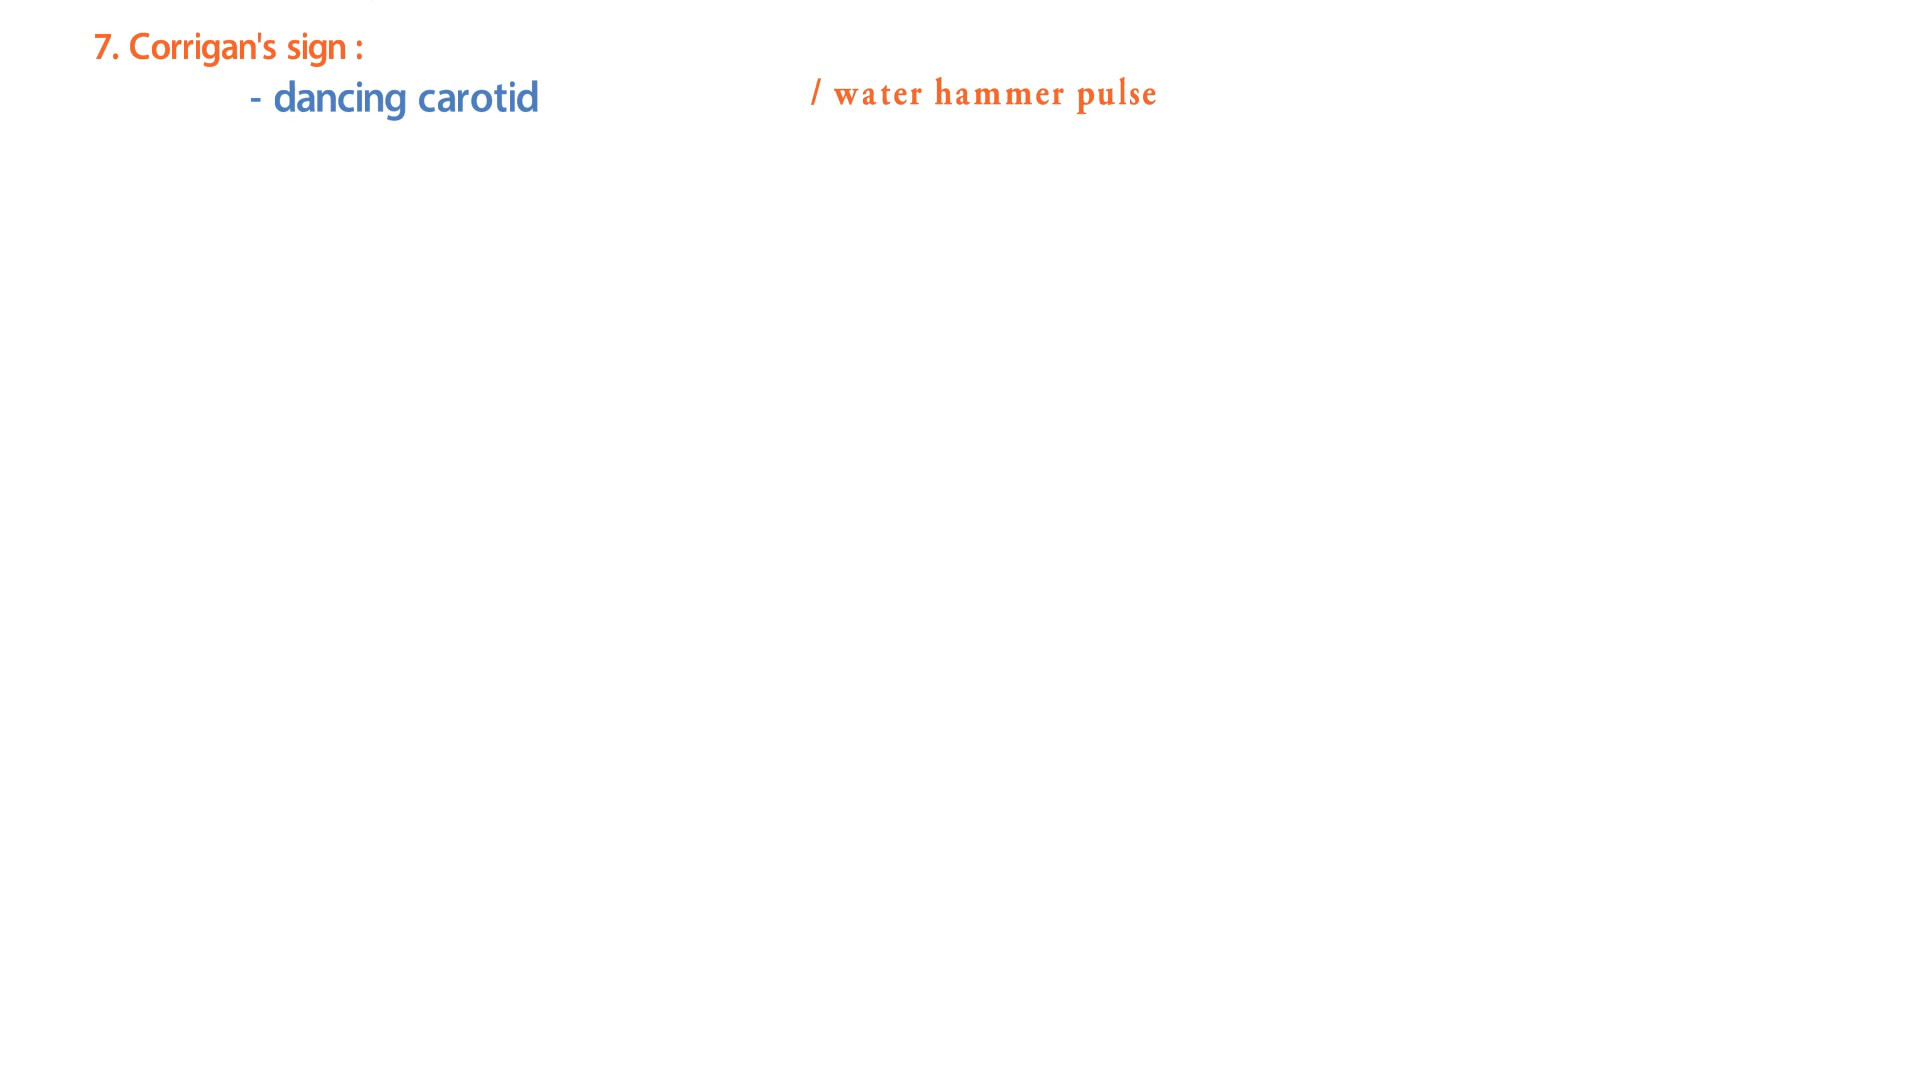 7. Corrigan's sign :
- dancing carotid / water hammer pulse